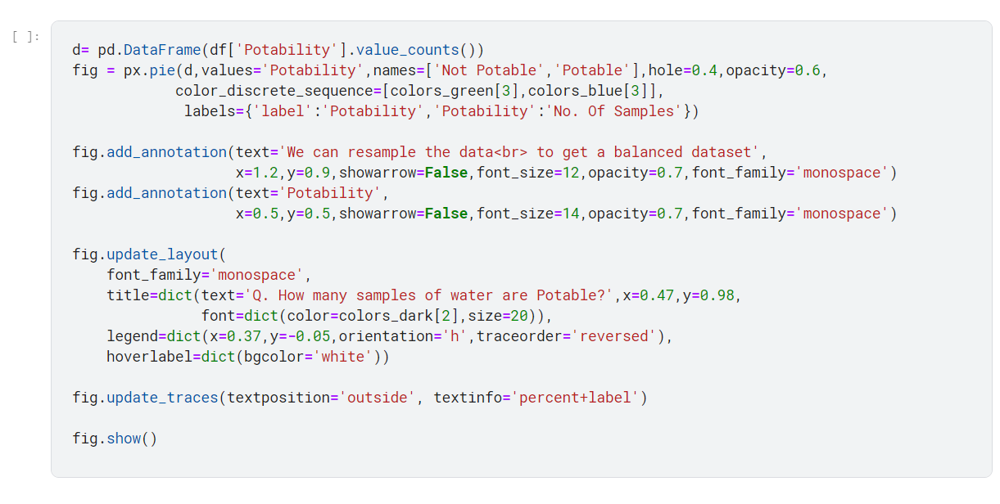 [ ]:
d= pd.DataFrame(df['Potability'].value_counts())
fig = px.pie(d,values='Potability',names=['Not Potable','Potable'],hole=0.4,opacity=0.6,
            color_discrete_sequence=[colors_green[3],colors_blue[3]],
             labels={'label':'Potability','Potability':'No. Of Samples'})

fig.add_annotation(text='We can resample the data<br> to get a balanced dataset',
                   x=1.2,y=0.9,showarrow=False,font_size=12,opacity=0.7,font_family='monospace')
fig.add_annotation(text='Potability',
                   x=0.5,y=0.5,showarrow=False,font_size=14,opacity=0.7,font_family='monospace')

fig.update_layout(
    font_family='monospace',
    title=dict(text='Q. How many samples of water are Potable?',x=0.47,y=0.98,
               font=dict(color=colors_dark[2],size=20)),
    legend=dict(x=0.37,y=-0.05,orientation='h',traceorder='reversed'),
    hoverlabel=dict(bgcolor='white'))

fig.update_traces(textposition='outside', textinfo='percent+label')

fig.show()